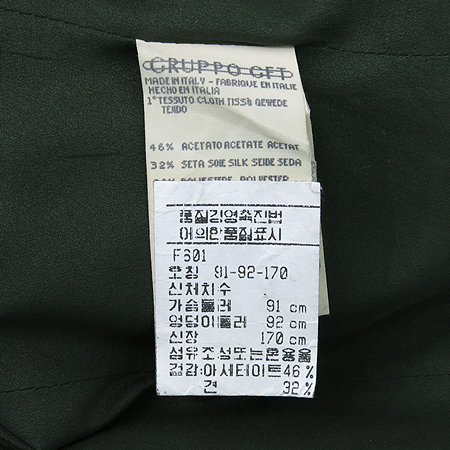 GRUPPO GFT
MADE IN ITALY - FABRIQUE EN ITALIE
HECHO EN ITALIA
1° TESSUTO CLOTH TISSU GEWEDE
TEJIDO
46% ACETATO ACETATE ACETAT
32% SETA SOIE SILK SEIDE SEDA
POLIESTERE POLYESTER
품질경영촉진법
에의한품질표시
F601
호칭 91-92-170
신체치수
가슴둘레 91 cm
엉덩이둘레 92 cm
신장 170 cm
섬유조성또는혼용율
겉감:아세테이트46%
견 32%